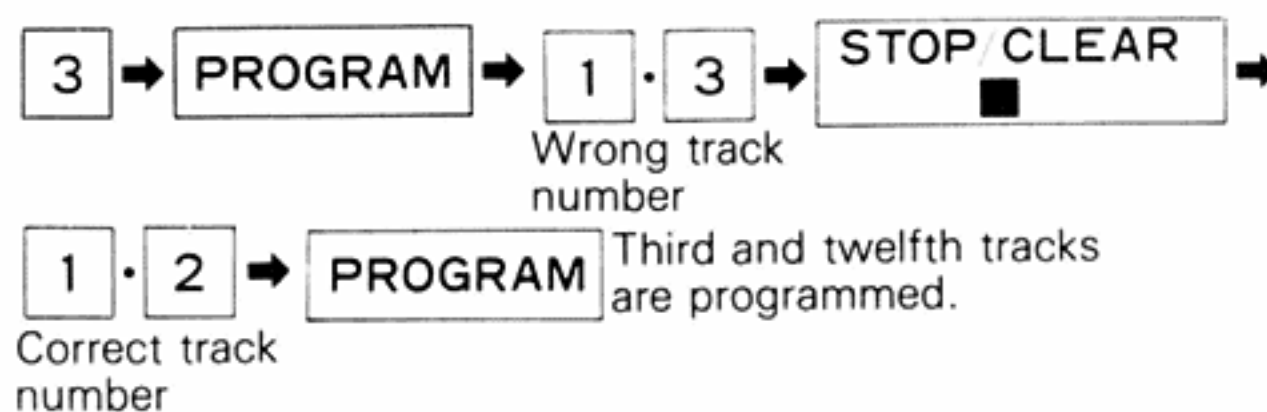 3 ➡ PROGRAM ➡ 1 · 3 ➡ STOP/CLEAR ■ ➡
Wrong track
number
1 · 2 ➡ PROGRAM Third and twelfth tracks
are programmed.
Correct track
number